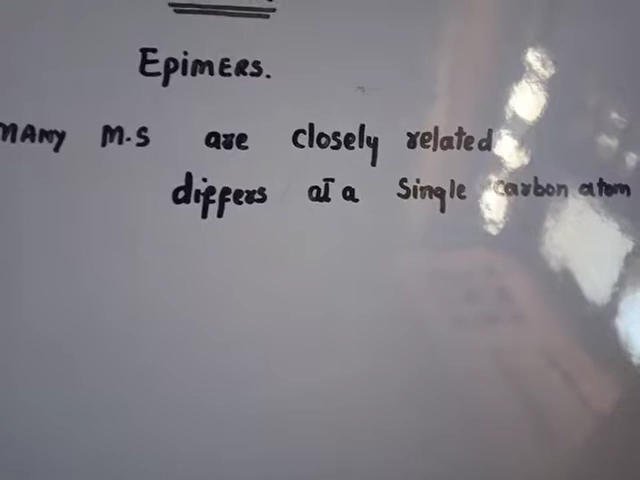 EPIMERS.
MANY M.S are closely related
differs at a Single carbon atom